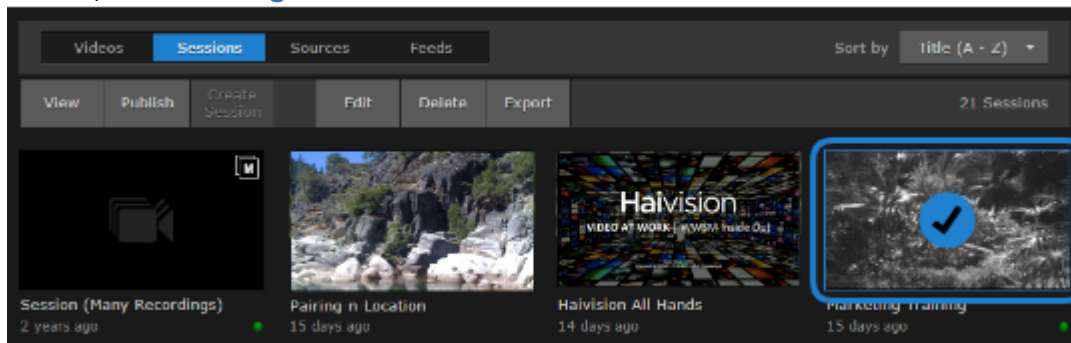 Videos Sessions Sources Feeds Sort by Title (A - Z)
View Publish Create Session Edit Delete Export 21 Sessions
M
Haivision
VIDEO AT WORK | Inside Out
Session (Many Recordings) Pairing n Location Haivision All Hands Marketing Training
2 years ago 15 days ago 14 days ago 15 days ago